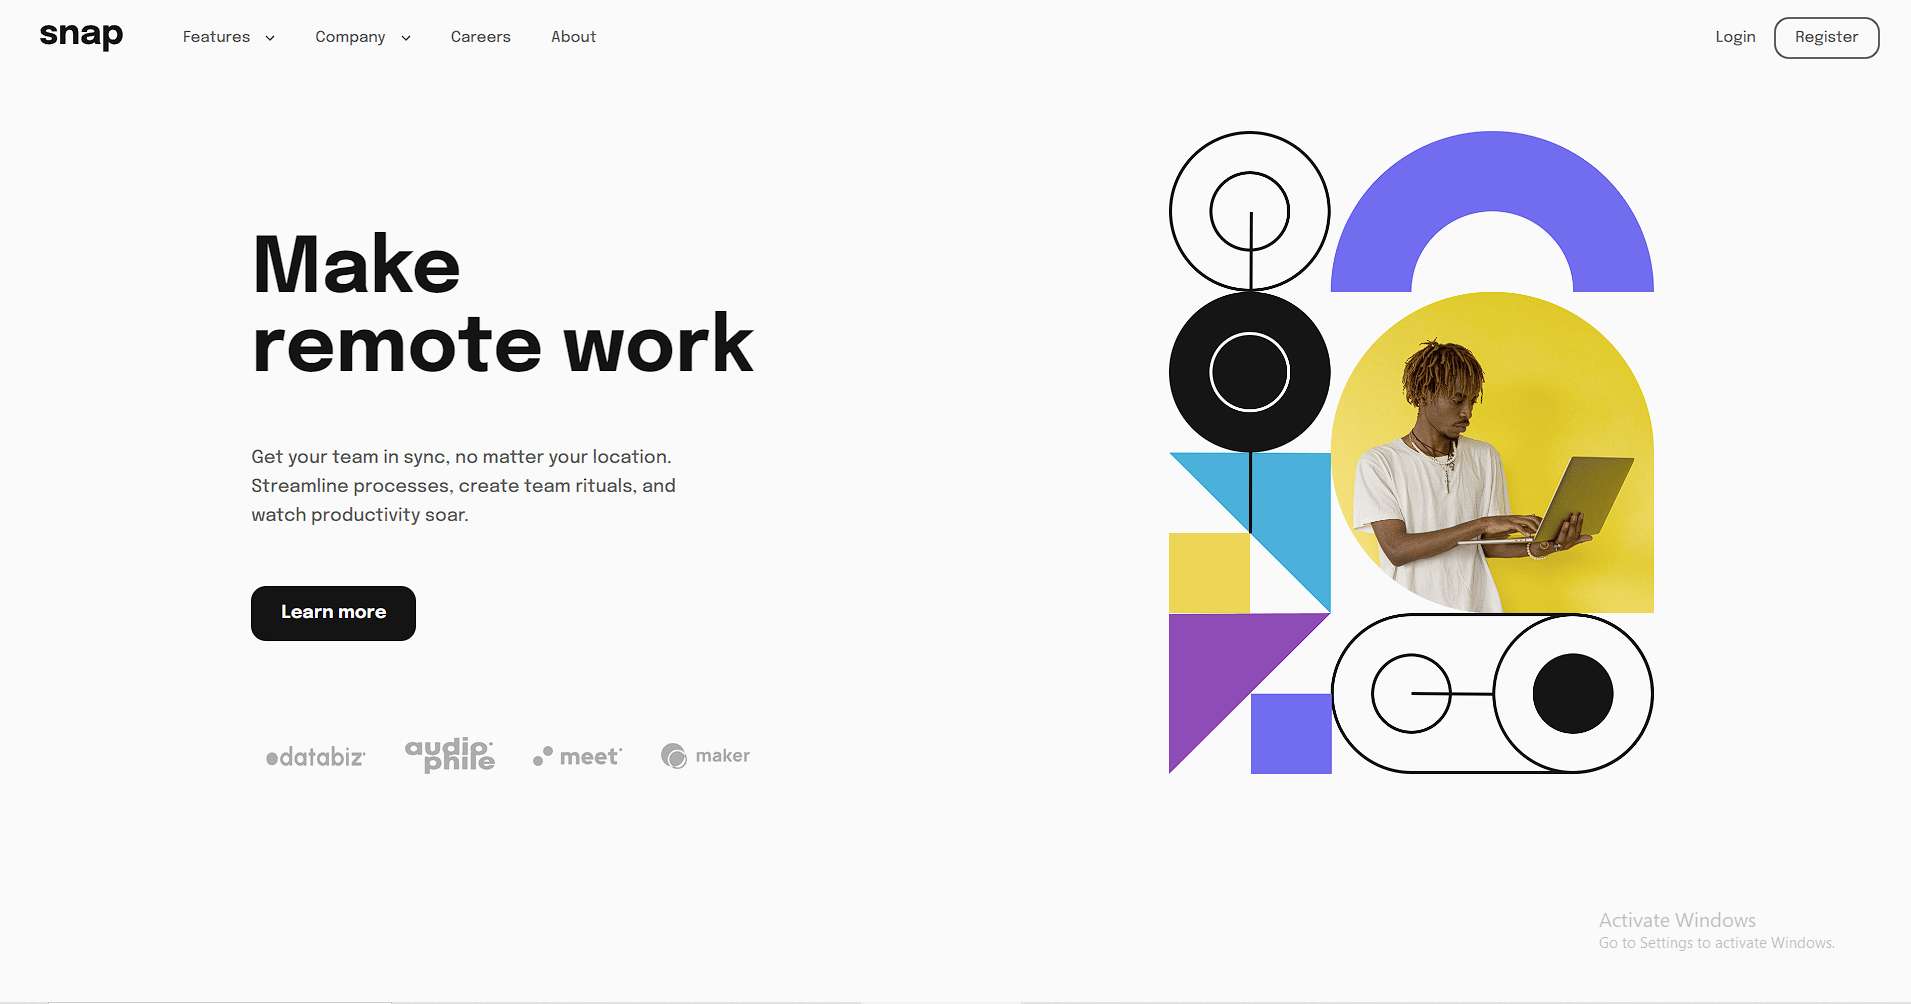 snap
Features
Company
Careers
About
Login
Register
Make
remote work
Get your team in sync, no matter your location.
Streamline processes, create team rituals, and
watch productivity soar.
Learn more
databiz
audio
phile
meet
maker
Activate Windows
Go to Settings to activate Windows.